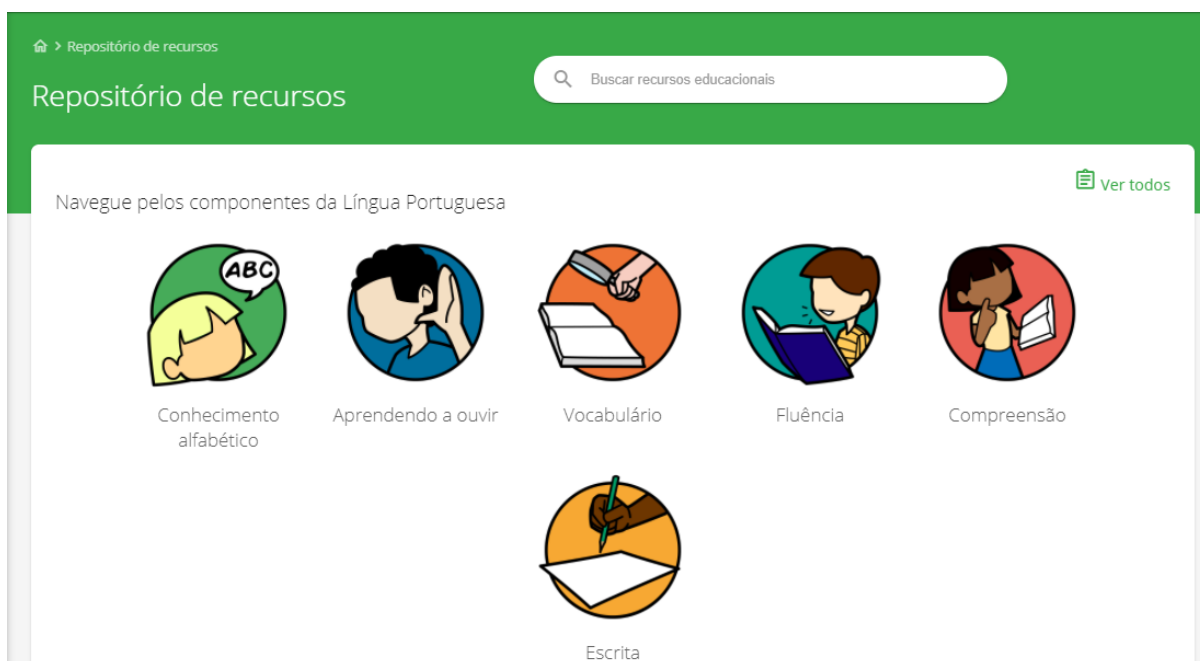 > Repositório de recursos
Repositório de recursos
Buscar recursos educacionais
Ver todos
Navegue pelos componentes da Língua Portuguesa
ABC
Conhecimento
alfabético
Aprendendo a ouvir
Vocabulário
Fluência
Compreensão
Escrita